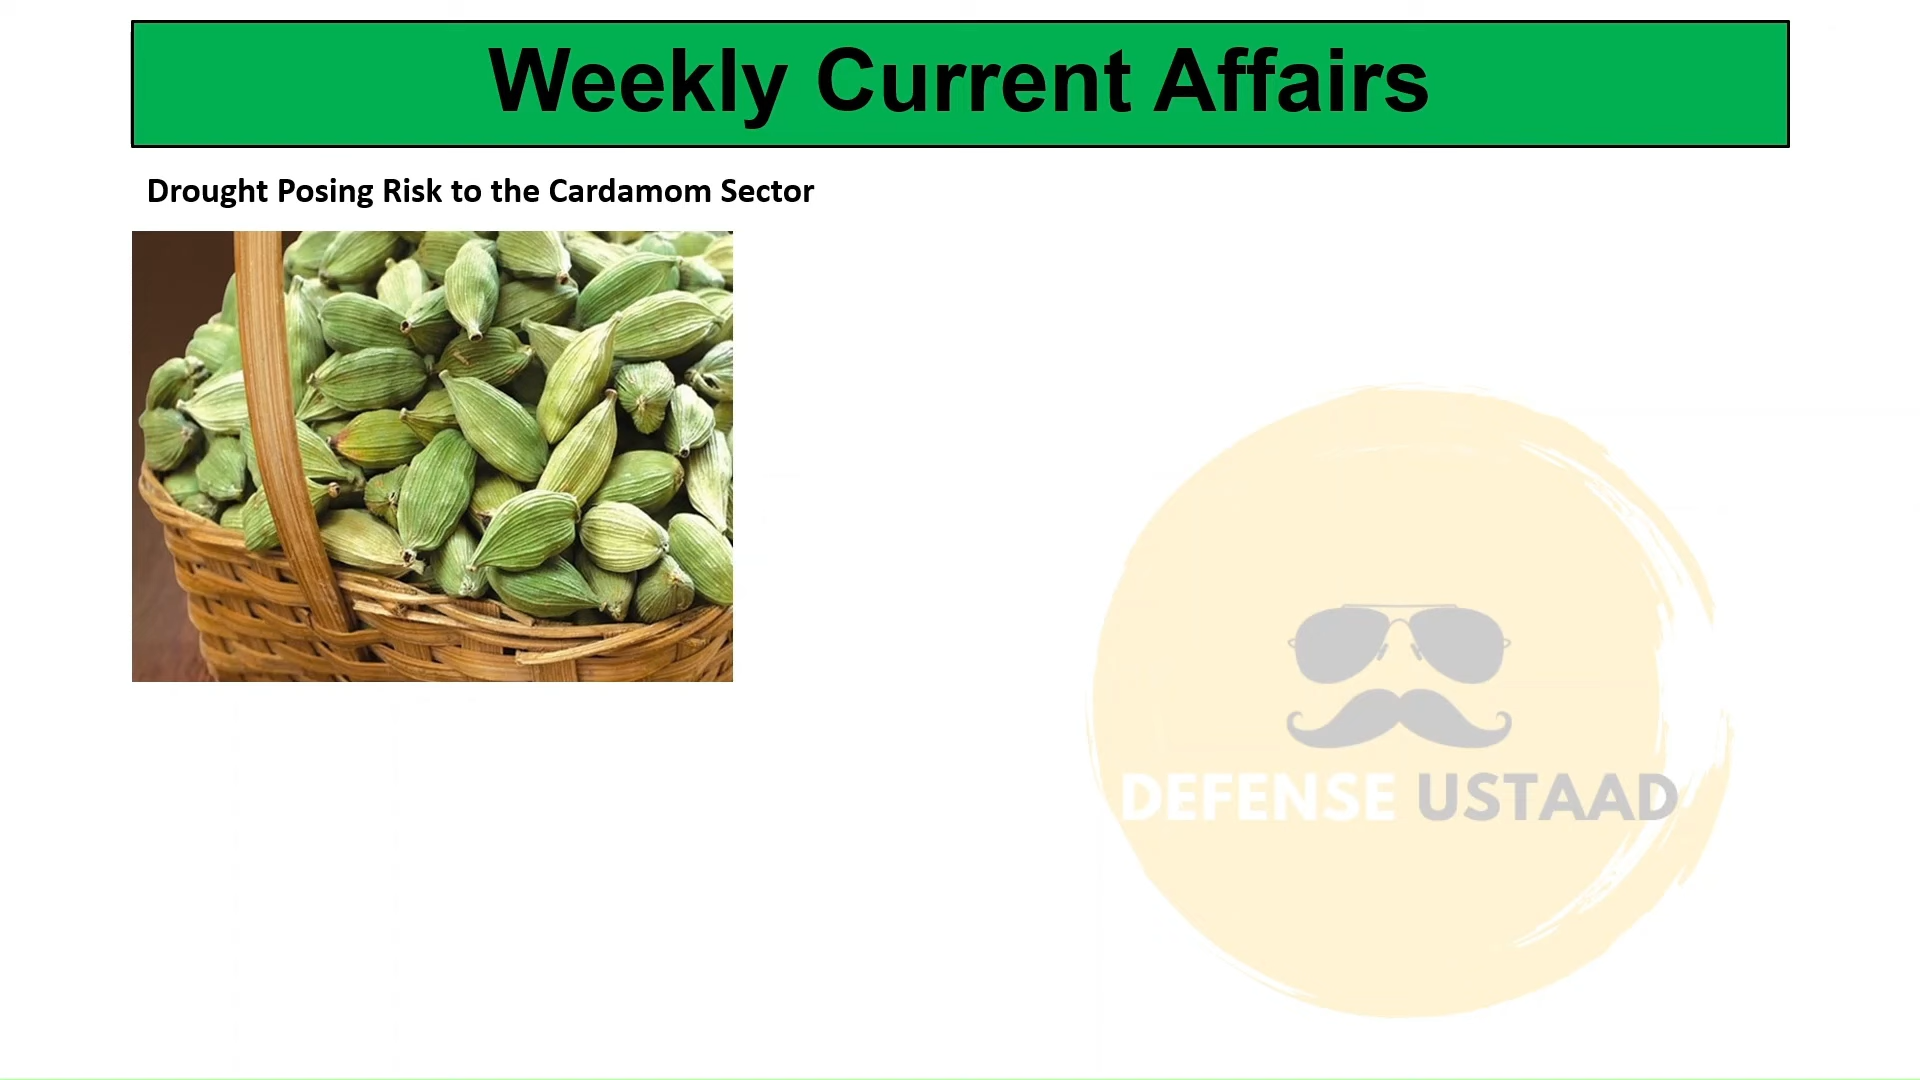 Weekly Current Affairs
Drought Posing Risk to the Cardamom Sector
DEFENSE USTAAD